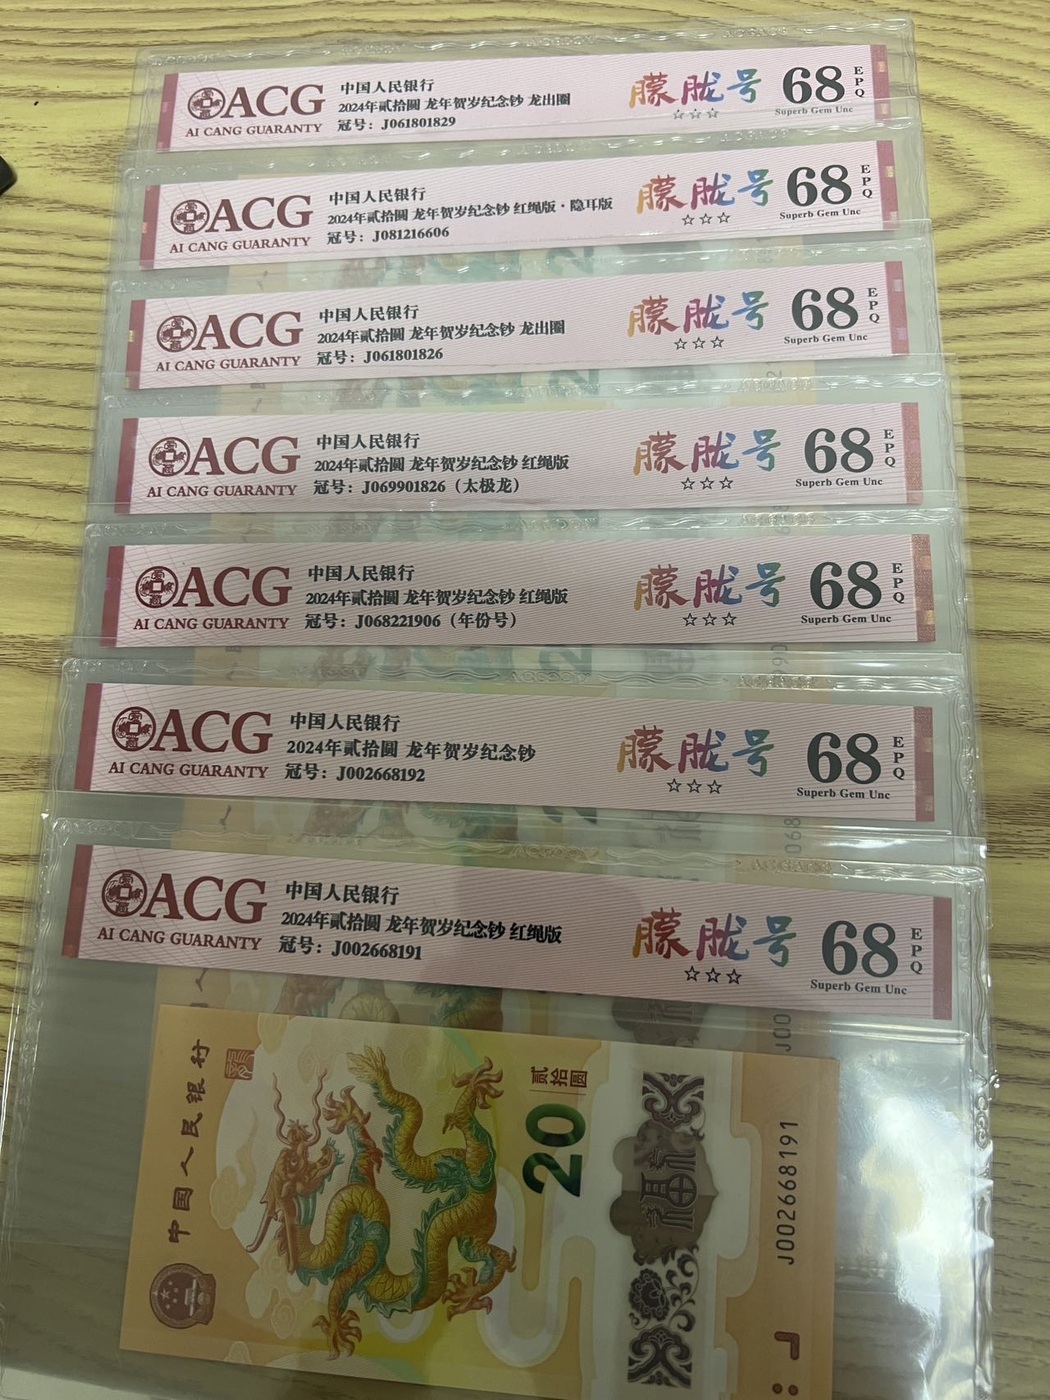 ACG
AI CANG GUARANTY
中国人民银行
2024年贰拾圆 龙年贺岁纪念钞 龙出圈
冠号：J061801829
朦胧号
☆☆☆
68
EPQ
Superb Gem Unc
ACG
AI CANG GUARANTY
中国人民银行
2024年贰拾圆 龙年贺岁纪念钞 红绳版·隐耳版
冠号：J081216606
朦胧号
☆☆☆
68
EPQ
Superb Gem Unc
ACG
AI CANG GUARANTY
中国人民银行
2024年贰拾圆 龙年贺岁纪念钞 龙出圈
冠号：J061801826
朦胧号
☆☆☆
68
EPQ
Superb Gem Unc
ACG
AI CANG GUARANTY
中国人民银行
2024年贰拾圆 龙年贺岁纪念钞 红绳版
冠号：J069901826（太极龙）
朦胧号
☆☆☆
68
EPQ
Superb Gem Unc
ACG
AI CANG GUARANTY
中国人民银行
2024年贰拾圆 龙年贺岁纪念钞 红绳版
冠号：J068221906（年份号）
朦胧号
☆☆☆
68
EPQ
Superb Gem Unc
ACG
AI CANG GUARANTY
中国人民银行
2024年贰拾圆 龙年贺岁纪念钞
冠号：J002668192
朦胧号
☆☆☆
68
EPQ
Superb Gem Unc
ACG
AI CANG GUARANTY
中国人民银行
2024年贰拾圆 龙年贺岁纪念钞 红绳版
冠号：J002668191
朦胧号
☆☆☆
68
EPQ
Superb Gem Unc
中国人民银行
贰拾圆
20
福
J002668191